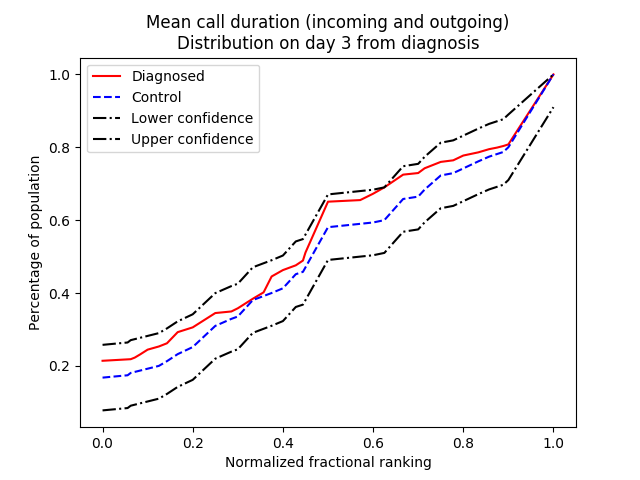 Mean call duration (incoming and outgoing)
Distribution on day 3 from diagnosis
Diagnosed
Control
Lower confidence
Upper confidence
Percentage of population
1.0
0.8
0.6
0.4
0.2
0.0 0.2 0.4 0.6 0.8 1.0
Normalized fractional ranking